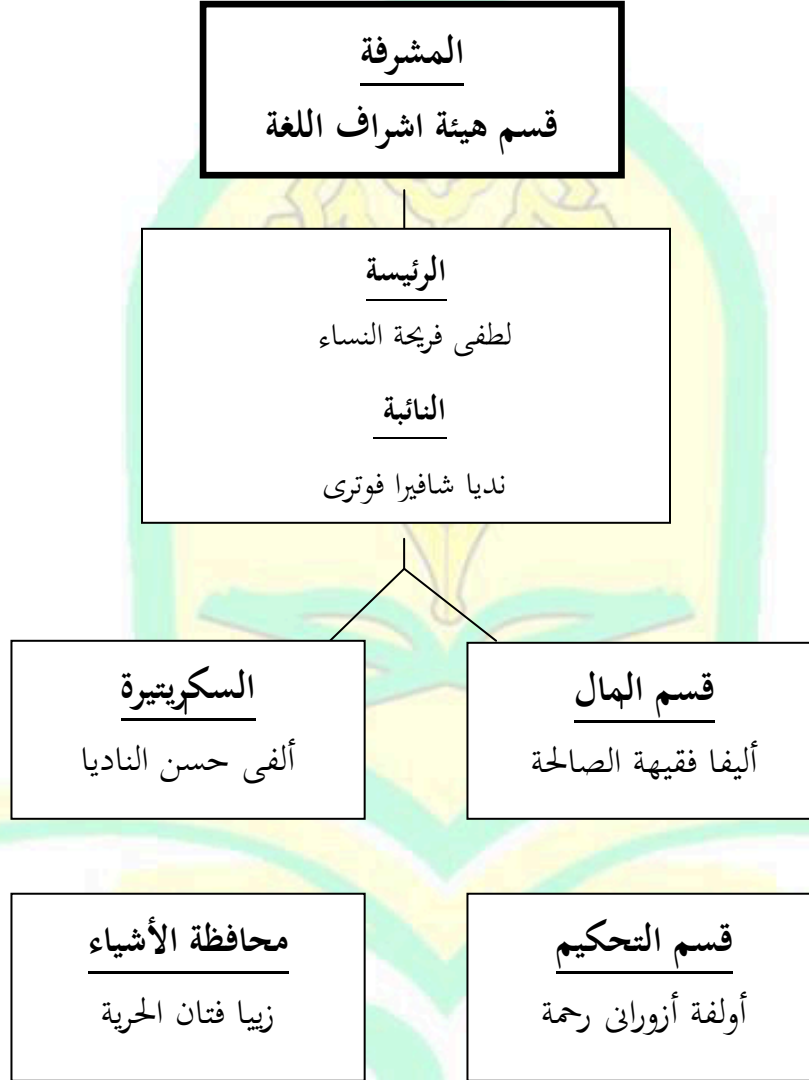 المشرفة
قسم هيئة اشراف اللغة
الرئيسة
لطفى فريحة النساء
النائبة
نديا شافيرا فوترى
قسم المال
أليفا فقيهة الصالحة
السكريتيرة
ألفى حسن الناديا
قسم التحكيم
أولفة أزورانى رحمة
محافظة الأشياء
زييا فتان الحرية